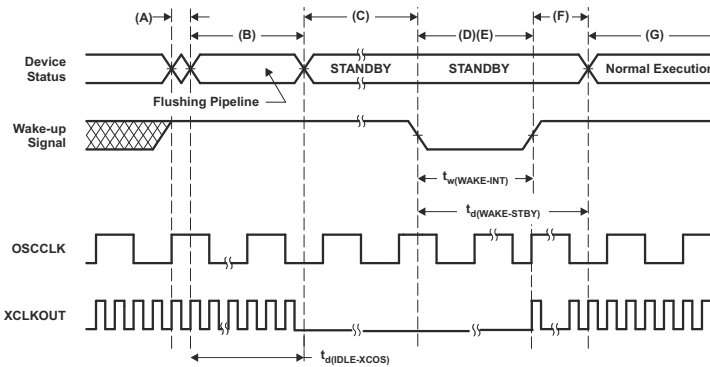 (A)
(B)
(C)
(D)(E)
(F)
(G)
Device
Status
STANDBY
STANDBY
Normal Execution
Flushing Pipeline
Wake-up
Signal
tw(WAKE-INT)
td(WAKE-STBY)
OSCCLK
XCLKOUT
td(IDLE-XCOS)